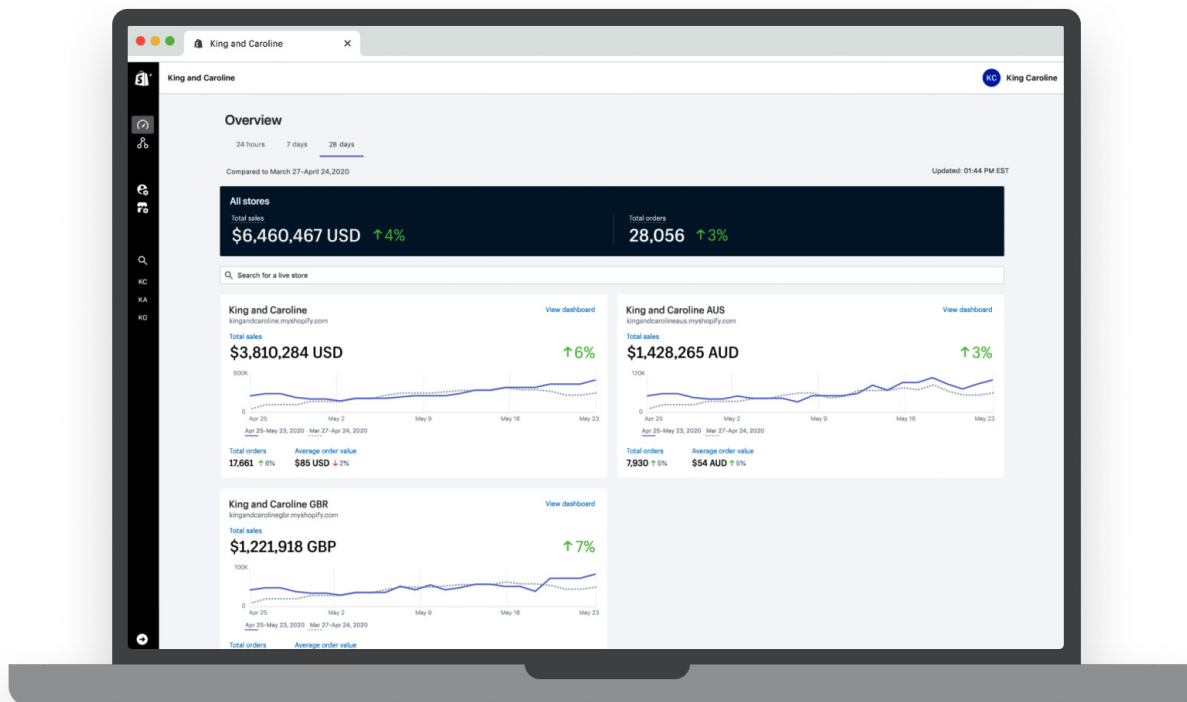 King and Caroline
King and Caroline
KC King Caroline
Overview
24 hours 7 days 28 days
Compared to March 27-April 24,2020
Updated: 01:44 PM EST
All stores
Total sales
$6,460,467 USD ↑4%
Total orders
28,056 ↑3%
Search for a live store
KC
KA
KG
King and Caroline
View dashboard
kingandcaroline.myshopify.com
Total sales
$3,810,284 USD
↑6%
500K
0
Apr 25 May 2 May 9 May 16 May 23
Apr 25-May 23, 2020 Mar 27-Apr 24, 2020
Total orders Average order value
17,661 ↑6% $85 USD ↓2%
King and Caroline AUS
View dashboard
kingandcarolineaus.myshopify.com
Total sales
$1,428,265 AUD
↑3%
120K
0
Apr 25 May 2 May 9 May 16 May 23
Apr 25-May 23, 2020 Mar 27-Apr 24, 2020
Total orders Average order value
7,930 $54 AUD
King and Caroline GBR
View dashboard
kingandcarolinegbr.myshopify.com
Total sales
$1,221,918 GBP
↑7%
100K
0
Apr 25 May 2 May 9 May 16 May 23
Apr 25-May 23, 2020 Mar 27-Apr 24, 2020
Total orders Average order value